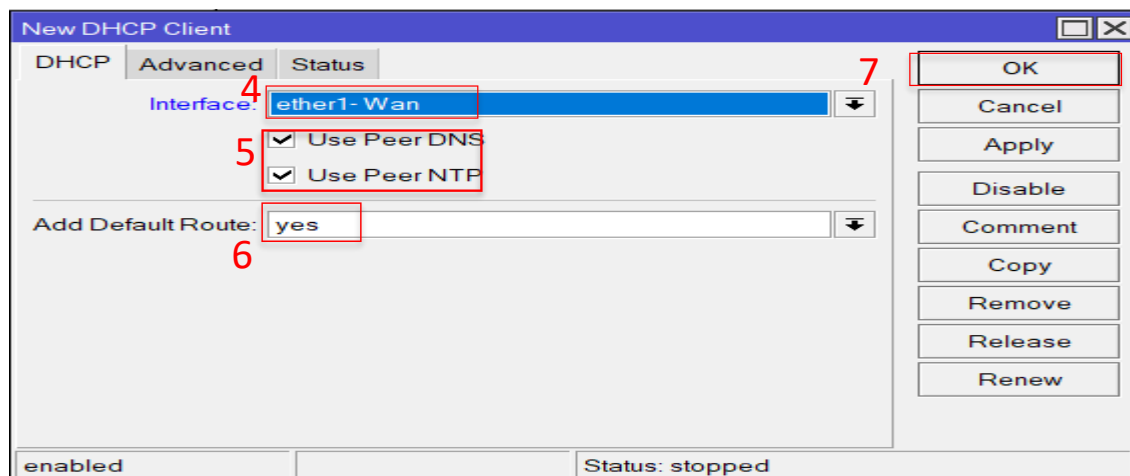 New DHCP Client
DHCP Advanced Status
4
Interface: ether1- Wan
5
Use Peer DNS
Use Peer NTP
Add Default Route: yes
6
7
OK
Cancel
Apply
Disable
Comment
Copy
Remove
Release
Renew
enabled Status: stopped